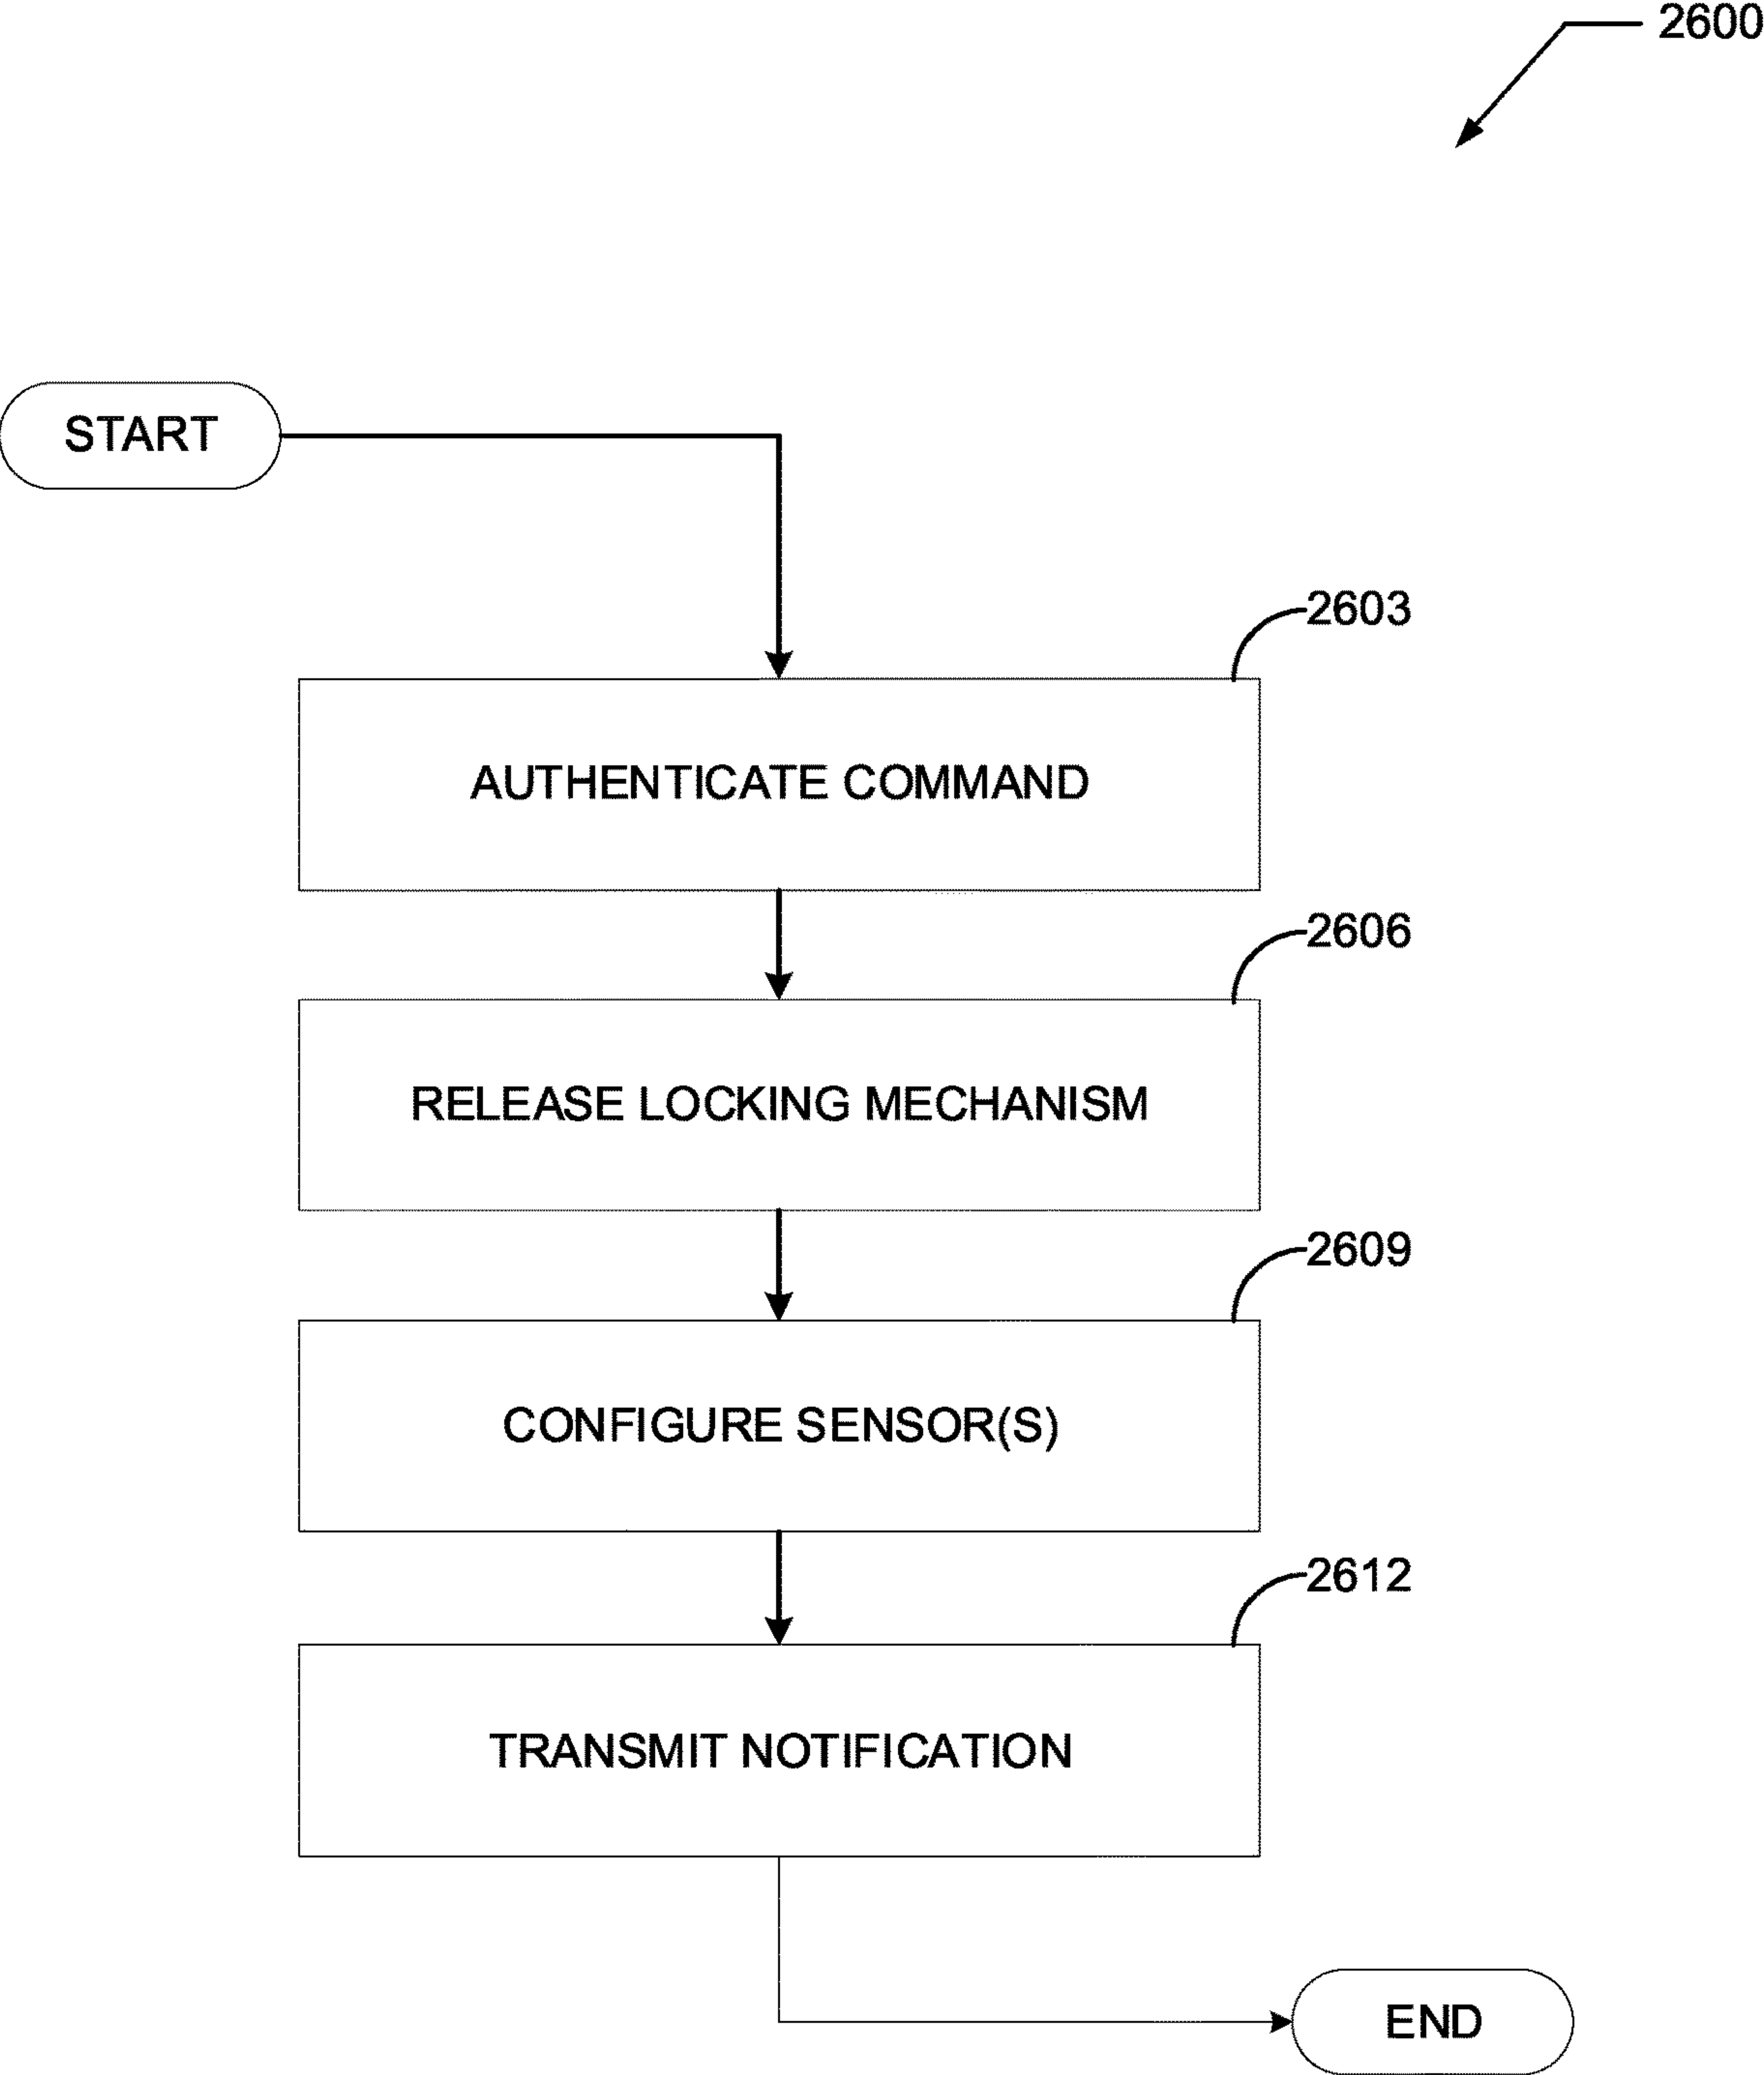 2600
START
2603
AUTHENTICATE COMMAND
2606
RELEASE LOCKING MECHANISM
2609
CONFIGURE SENSOR(S)
2612
TRANSMIT NOTIFICATION
END